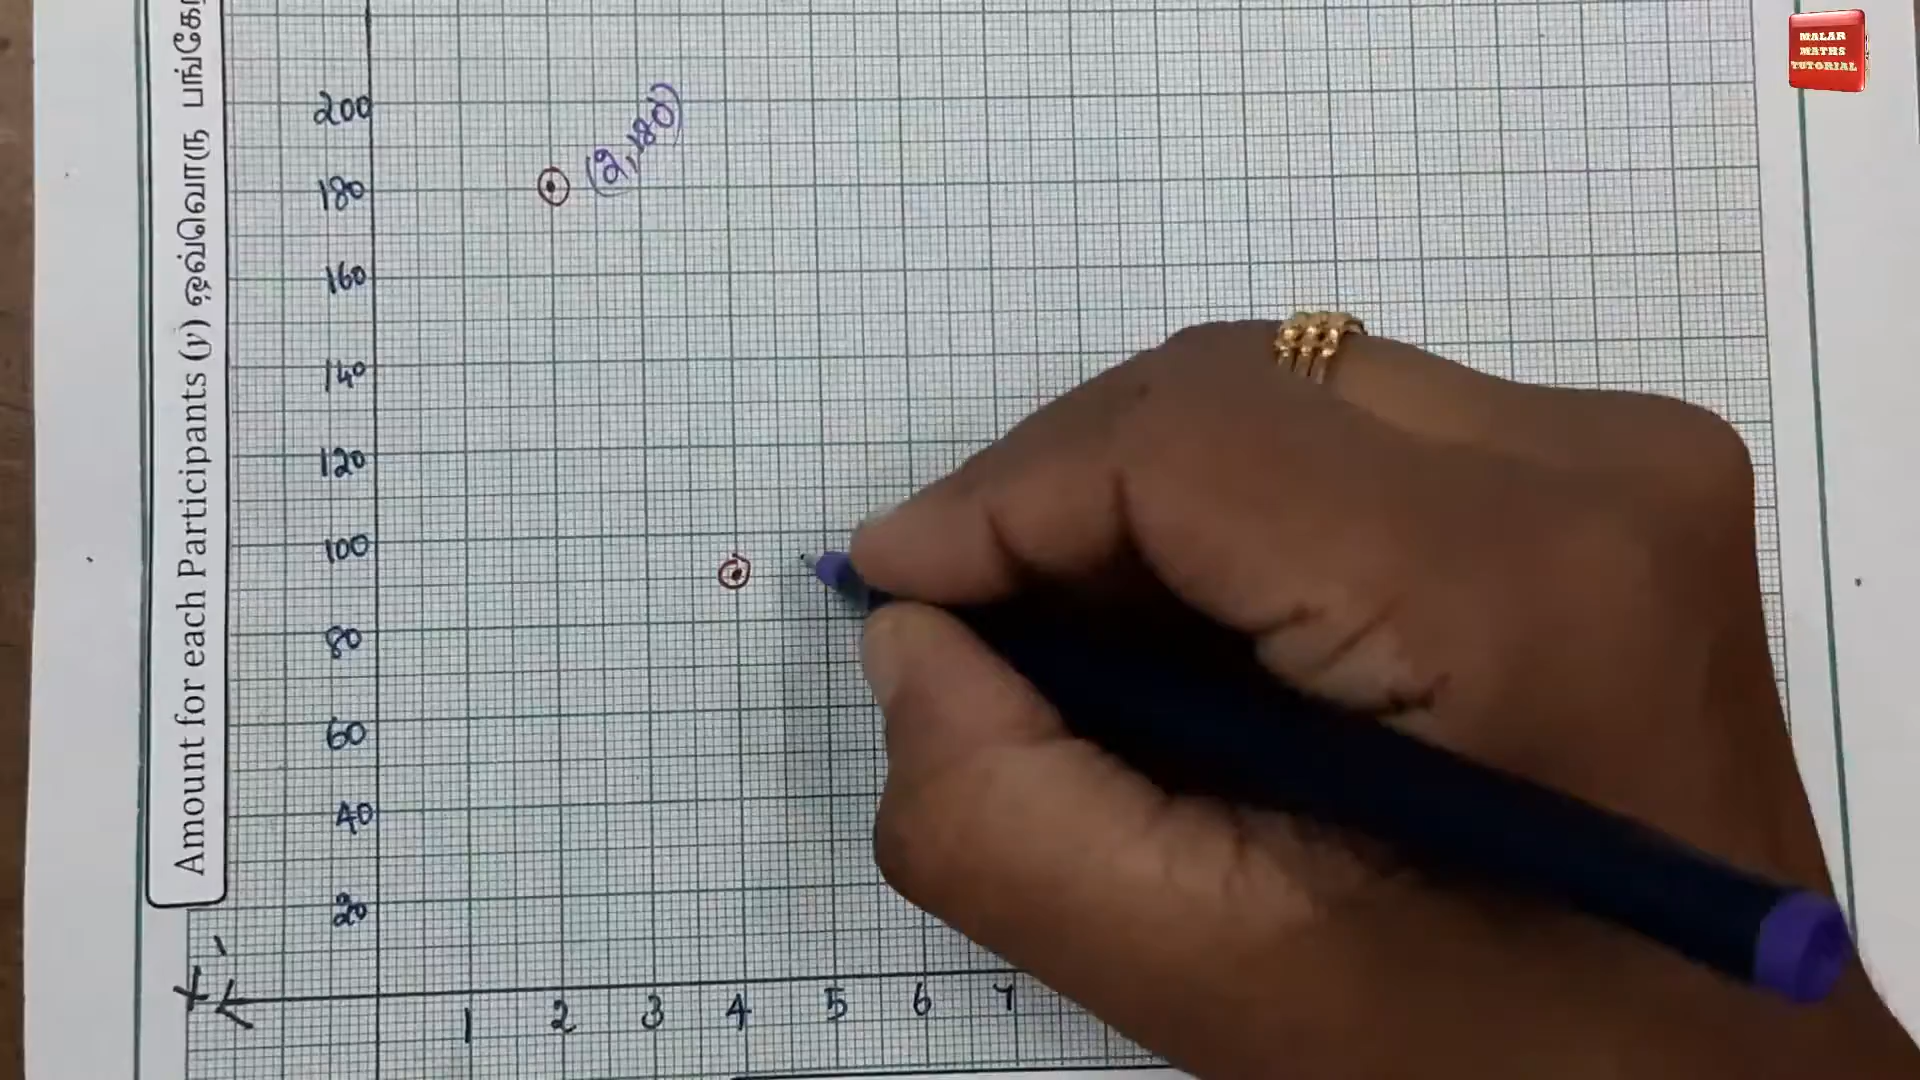 MALAR
MATHS
TUTORIAL
Amount for each Participants (y) ஒவ்வொரு
200
(2,180)
180
160
140
120
100
80
60
40
20
1 2 3 4 5 6 7